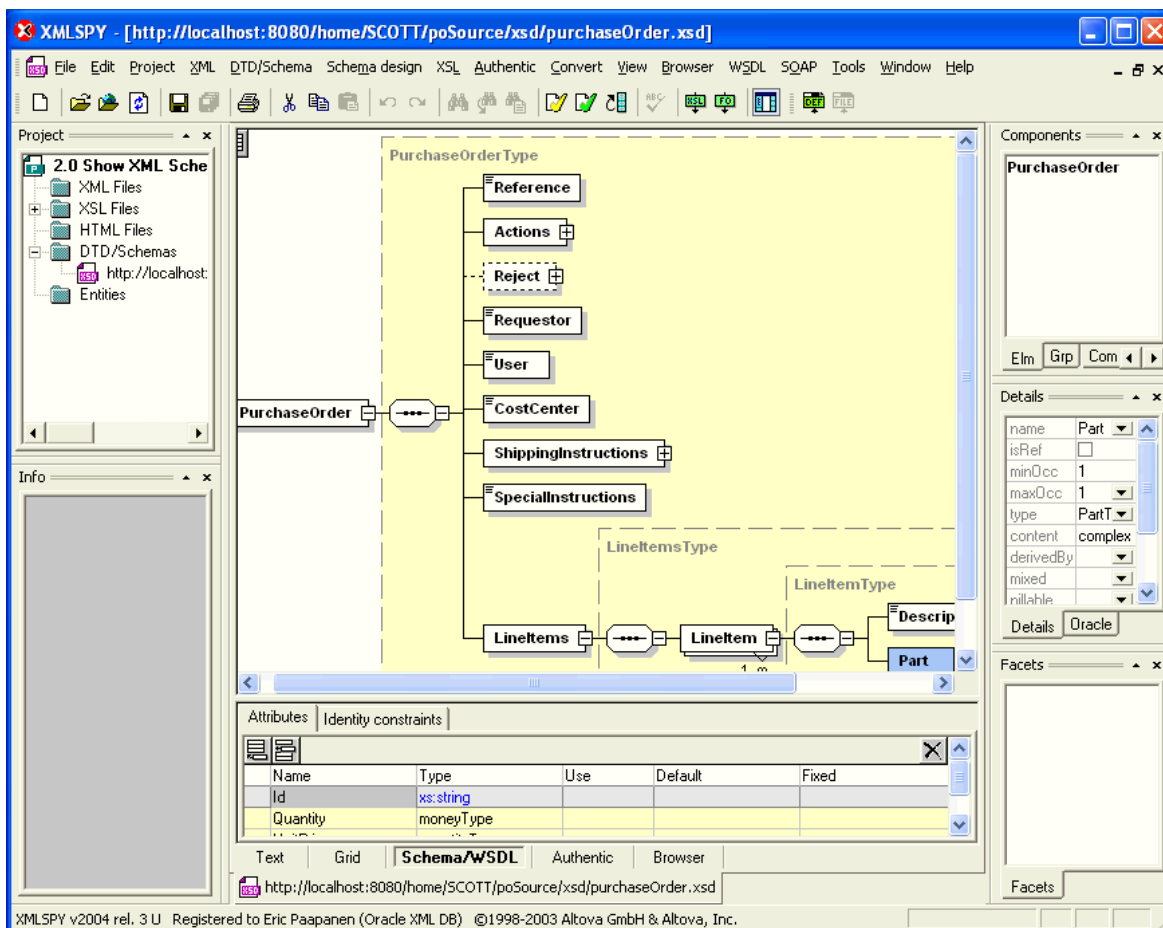 XMLSPY - [http://localhost:8080/home/SCOTT/poSource/xsd/purchaseOrder.xsd]
File Edit Project XML DTD/Schema Schema design XSL Authentic Convert View Browser WSDL SOAP Tools Window Help
Project
2.0 Show XML Sche
XML Files
XSL Files
HTML Files
DTD/Schemas
http://localhost:
Entities
Info
PurchaseOrderType
Reference
Actions
Reject
Requestor
User
PurchaseOrder
CostCenter
ShippingInstructions
SpecialInstructions
LineItemsType
LineItemType
LineItems
LineItem
Descrip
Part
Attributes Identity constraints
Name Type Use Default Fixed
Id xs:string
Quantity moneyType
Text Grid Schema/WSDL Authentic Browser
http://localhost:8080/home/SCOTT/poSource/xsd/purchaseOrder.xsd
Components
PurchaseOrder
Elm Grp Com
Details
name Part
isRef
minOcc 1
maxOcc 1
type PartT
content complex
derivedBy
mixed
nillable
Details Oracle
Facets
Facets
XMLSPY v2004 rel. 3 U Registered to Eric Paapanen (Oracle XML DB) ©1998-2003 Altova GmbH & Altova, Inc.